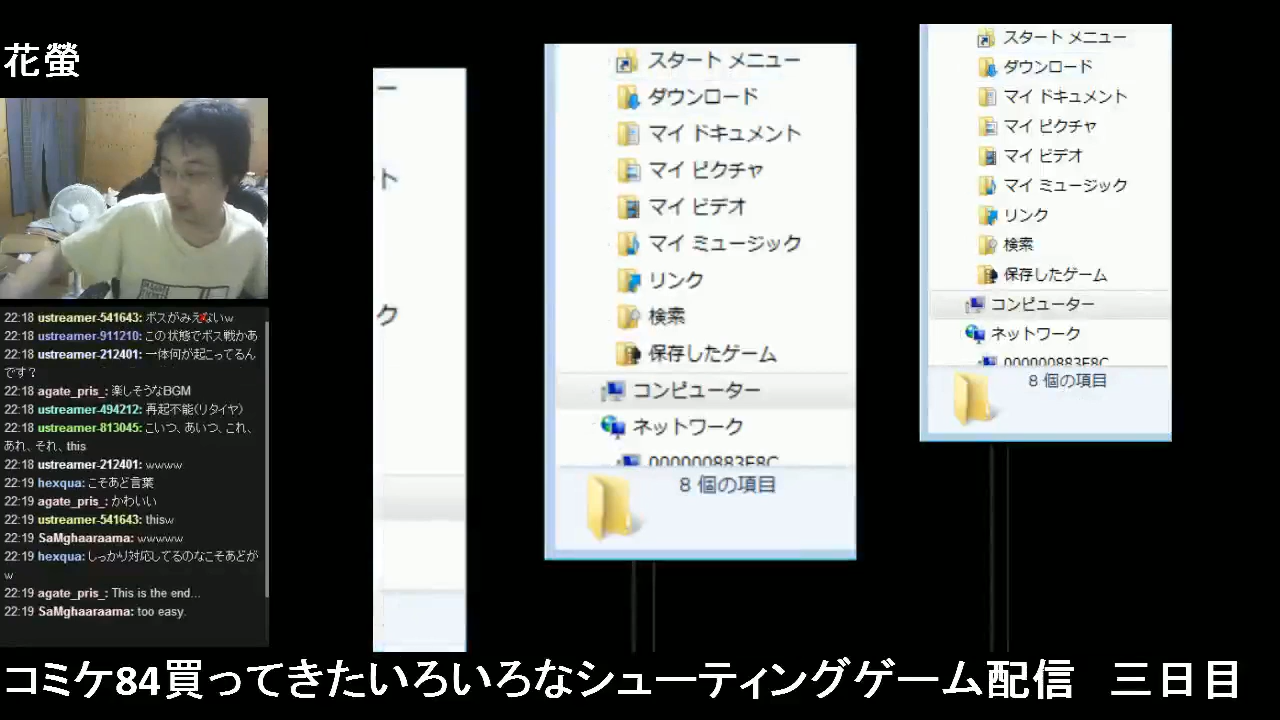 花螢
22:18 ustreamer-541643: ボスがみえないw
22:18 ustreamer-911210: この状態でボス戦かあ
22:18 ustreamer-212401: 一体何が起こってるん
です？
22:18 agate_pris_: 楽しそうなBGM
22:18 ustreamer-494212: 再起不能(リタイヤ)
22:18 ustreamer-813045: こいつ、あいつ、これ、
あれ、それ、this
22:18 ustreamer-212401: wwww
22:18 hexqua: こそあど言葉
22:18 agate_pris_: かわいい
22:19 ustreamer-541643: thisw
22:19 SaMghaaraama: wwwww
22:19 hexqua: しっかり対応してるのなこそあどが
w
22:19 agate_pris_: This is the end...
22:19 SaMghaaraama: too easy.
ー
ト
ク
スタート メニュー
ダウンロード
マイ ドキュメント
マイ ピクチャ
マイ ビデオ
マイ ミュージック
リンク
検索
保存したゲーム
コンピューター
ネットワーク
000000883F8C
8 個の項目
スタート メニュー
ダウンロード
マイ ドキュメント
マイ ピクチャ
マイ ビデオ
マイ ミュージック
リンク
検索
保存したゲーム
コンピューター
ネットワーク
000000883F8C
8 個の項目
コミケ84買ってきたいろいろなシューティングゲーム配信　三日目